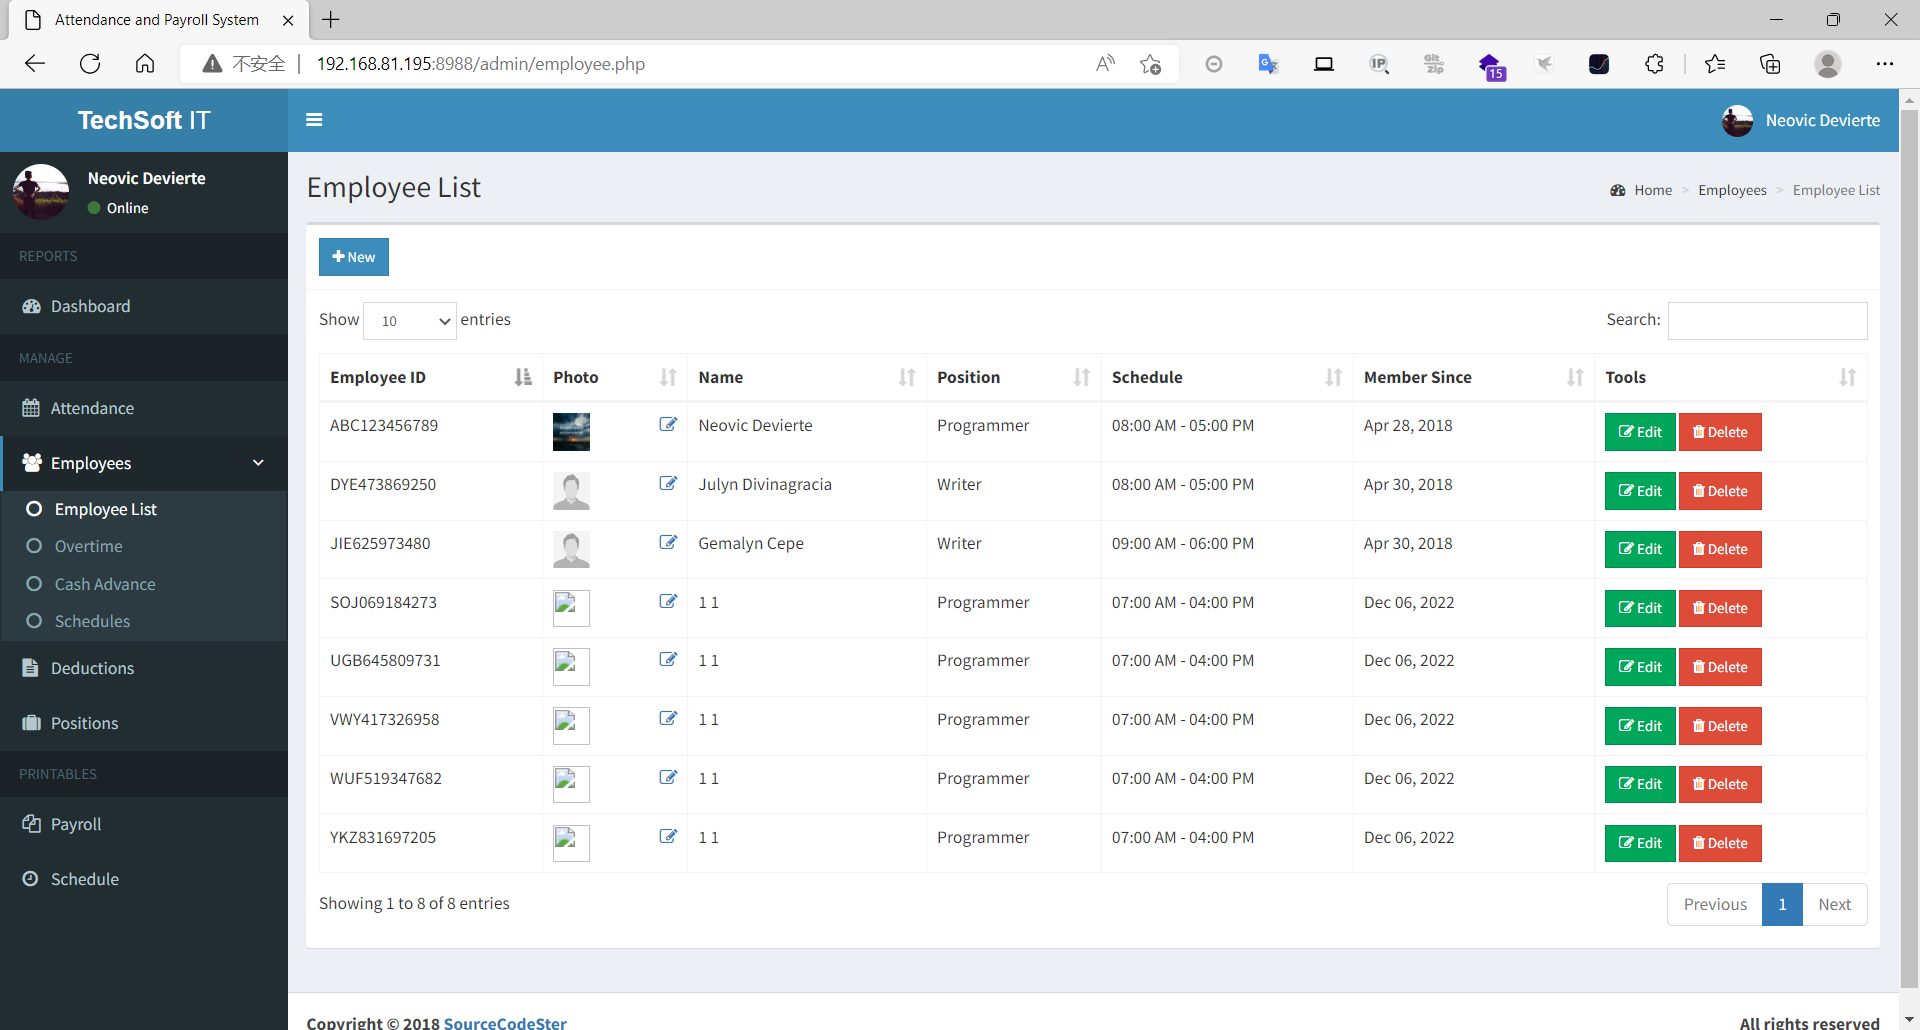 Attendance and Payroll System
不安全 192.168.81.195:8988/admin/employee.php
15
TechSoft IT
Neovic Devierte
Neovic Devierte
Online
REPORTS
Dashboard
MANAGE
Attendance
Employees
Employee List
Overtime
Cash Advance
Schedules
Deductions
Positions
PRINTABLES
Payroll
Schedule
Employee List
Home > Employees > Employee List
New
Show 10 entries
Search:
Employee ID Photo Name Position Schedule Member Since Tools
ABC123456789 Neovic Devierte Programmer 08:00 AM - 05:00 PM Apr 28, 2018 Edit Delete
DYE473869250 Julyn Divinagracia Writer 08:00 AM - 05:00 PM Apr 30, 2018 Edit Delete
JIE625973480 Gemalyn Cepe Writer 09:00 AM - 06:00 PM Apr 30, 2018 Edit Delete
SOJ069184273 1 1 Programmer 07:00 AM - 04:00 PM Dec 06, 2022 Edit Delete
UGB645809731 1 1 Programmer 07:00 AM - 04:00 PM Dec 06, 2022 Edit Delete
VWY417326958 1 1 Programmer 07:00 AM - 04:00 PM Dec 06, 2022 Edit Delete
WUF519347682 1 1 Programmer 07:00 AM - 04:00 PM Dec 06, 2022 Edit Delete
YKZ831697205 1 1 Programmer 07:00 AM - 04:00 PM Dec 06, 2022 Edit Delete
Showing 1 to 8 of 8 entries
Previous 1 Next
Copyright © 2018 SourceCodeSter
All rights reserved